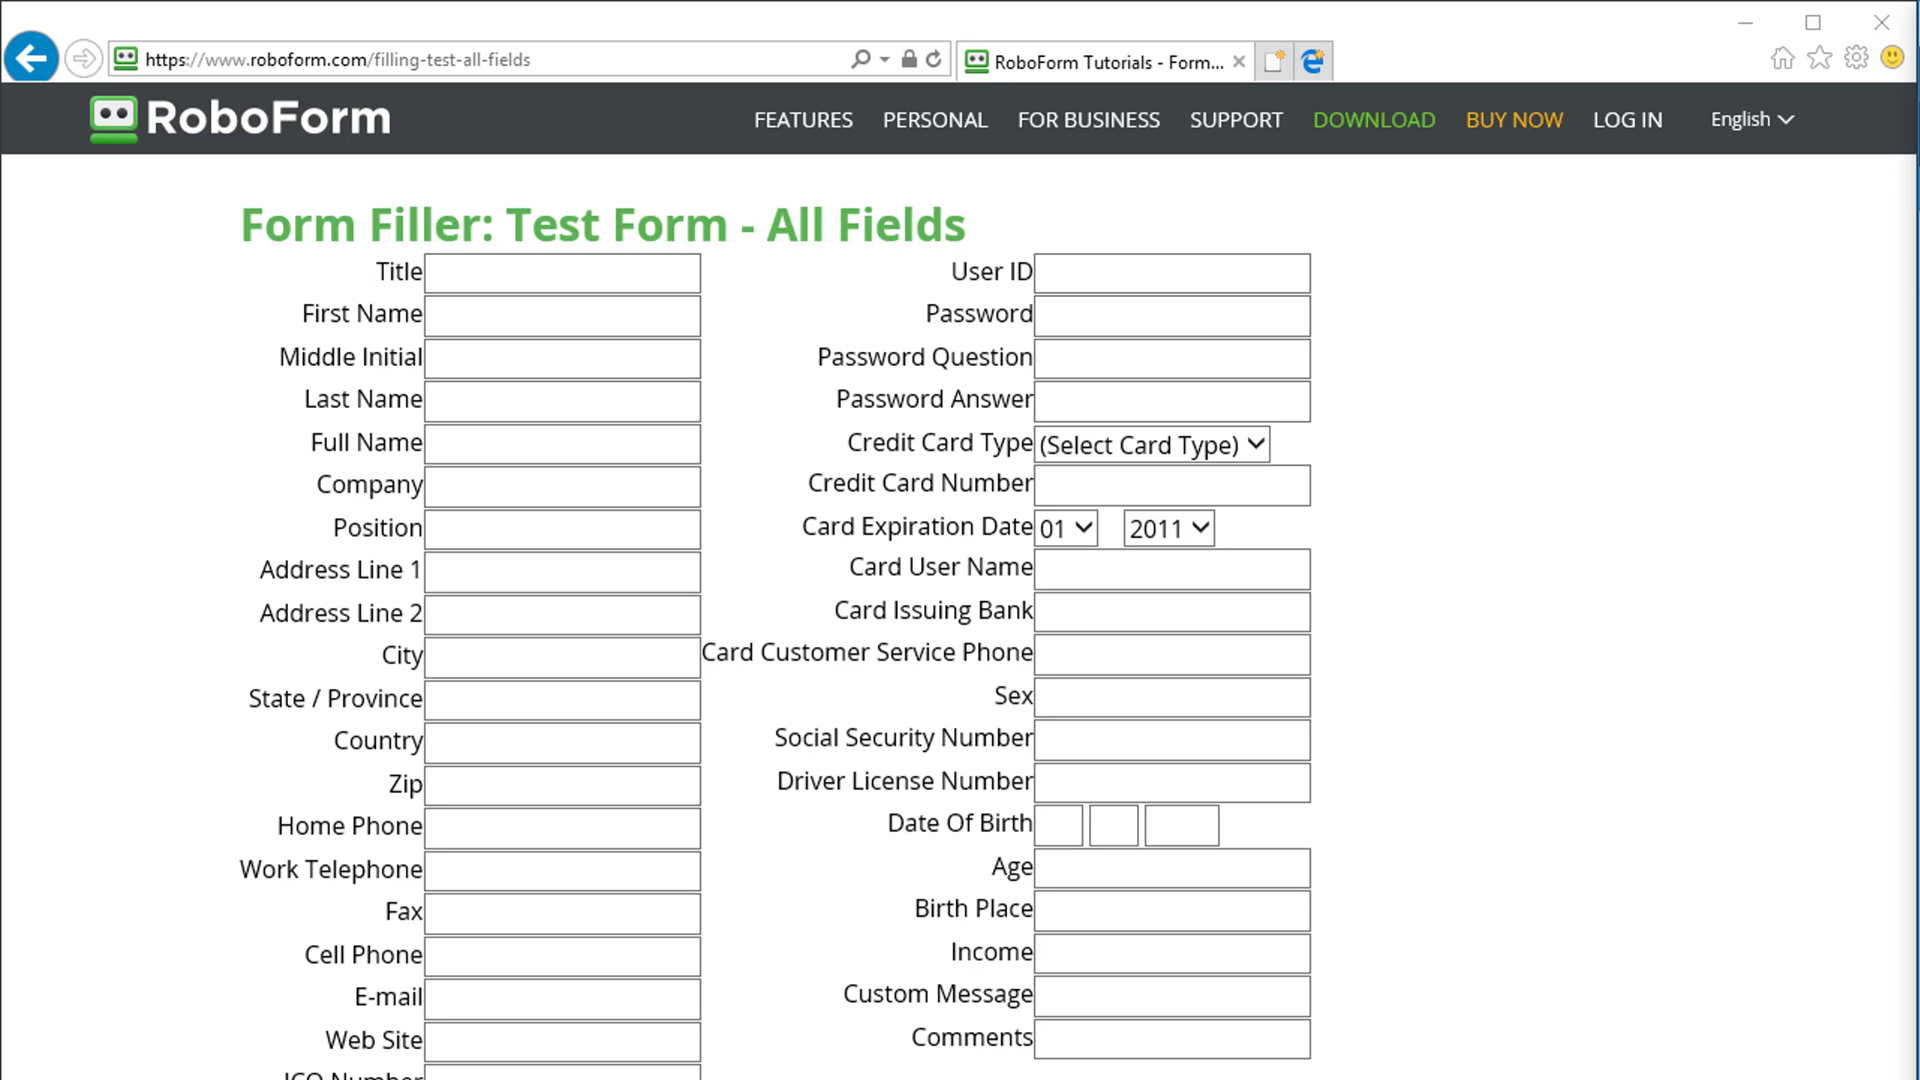 https://www.roboform.com/filling-test-all-fields
RoboForm Tutorials - Form...
RoboForm
FEATURES PERSONAL FOR BUSINESS SUPPORT DOWNLOAD BUY NOW LOG IN English
Form Filler: Test Form - All Fields
Title
User ID
First Name
Password
Middle Initial
Password Question
Last Name
Password Answer
Full Name
Credit Card Type (Select Card Type)
Company
Credit Card Number
Position
Card Expiration Date 01 2011
Address Line 1
Card User Name
Address Line 2
Card Issuing Bank
City
Card Customer Service Phone
State / Province
Sex
Country
Social Security Number
Zip
Driver License Number
Home Phone
Date Of Birth
Work Telephone
Age
Fax
Birth Place
Cell Phone
Income
E-mail
Custom Message
Web Site
Comments